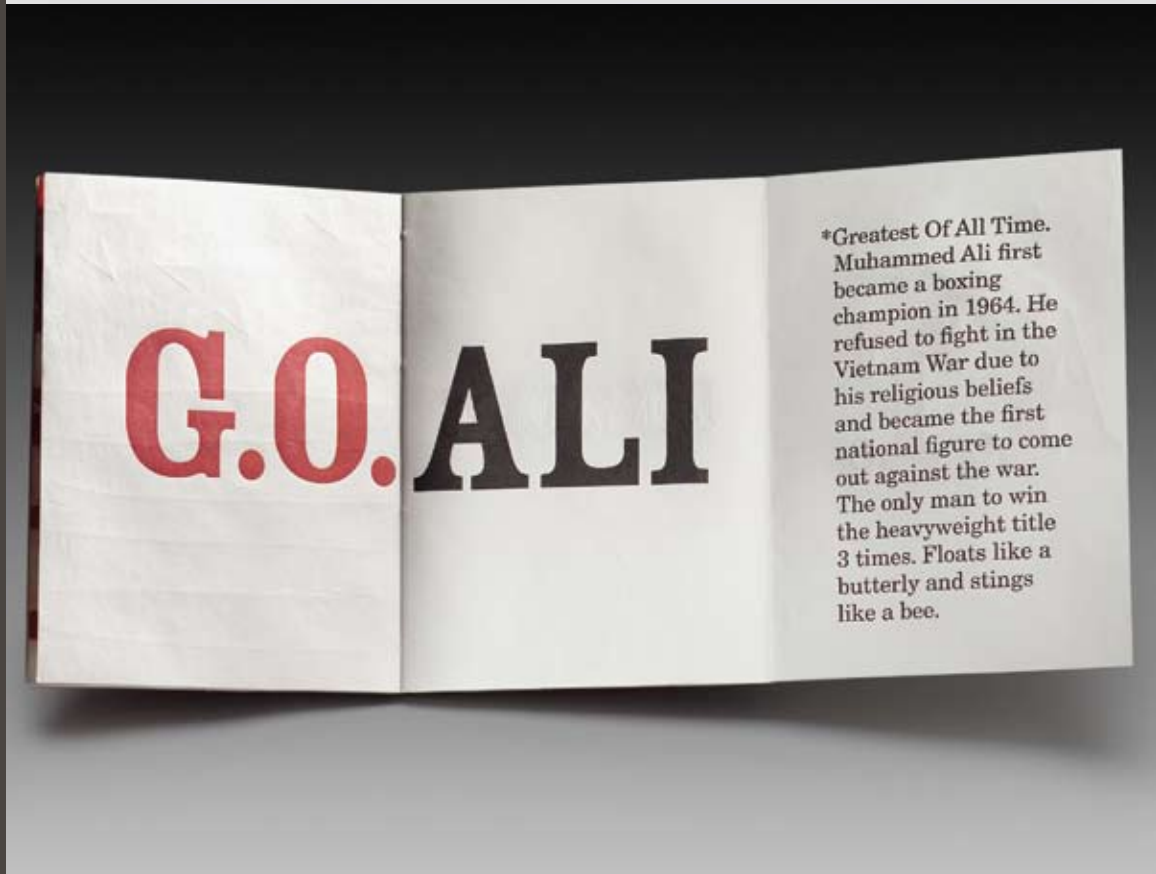 G.O. ALI
*Greatest Of All Time.
Muhammed Ali first
became a boxing
champion in 1964. He
refused to fight in the
Vietnam War due to
his religious beliefs
and became the first
national figure to come
out against the war.
The only man to win
the heavyweight title
3 times. Floats like a
butterly and stings
like a bee.